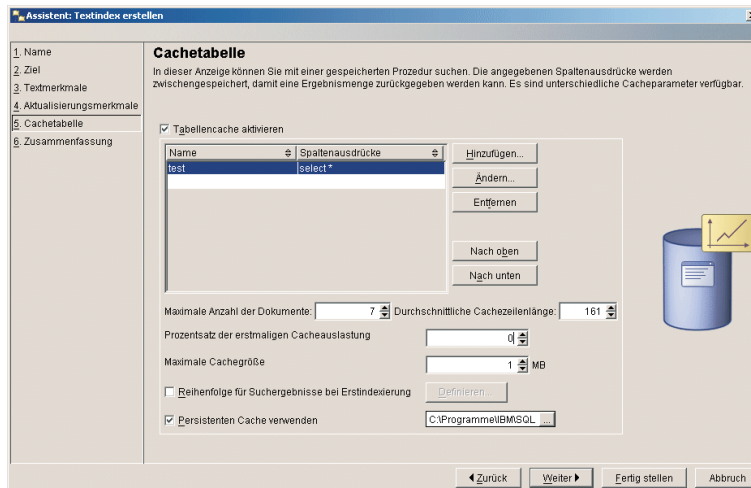 Assistent: Textindex erstellen
1. Name
2. Ziel
3. Textmerkmale
4. Aktualisierungsmerkmale
5. Cachetabelle
6. Zusammenfassung
Cachetabelle
In dieser Anzeige können Sie mit einer gespeicherten Prozedur suchen. Die angegebenen Spaltenausdrücke werden
zwischengespeichert, damit eine Ergebnismenge zurückgegeben werden kann. Es sind unterschiedliche Cacheparameter verfügbar.
Tabellencache aktivieren
Name Spaltenausdrücke
test select *
Hinzufügen...
Ändern...
Entfernen
Nach oben
Nach unten
Maximale Anzahl der Dokumente: 7 Durchschnittliche Cachezeilenlänge: 161
Prozentsatz der erstmaligen Cacheauslastung 0
Maximale Cachegröße 1 MB
Reihenfolge für Suchergebnisse bei Erstindexierung Definieren...
Persistenten Cache verwenden C:\Programme\IBM\SQL ...
Zurück Weiter Fertig stellen Abbruch